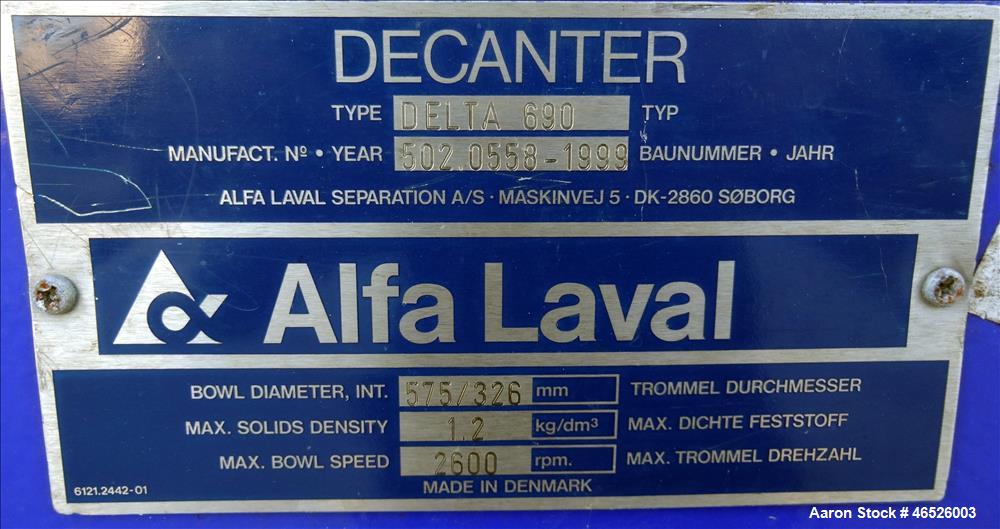 DECANTER
TYPE DELTA 690 TYP
MANUFACT. Nº • YEAR 502.0558-1999 BAUNUMMER • JAHR
ALFA LAVAL SEPARATION A/S · MASKINVEJ 5 · DK-2860 SØBORG
Alfa Laval
BOWL DIAMETER, INT. 575/326 mm TROMMEL DURCHMESSER
MAX. SOLIDS DENSITY 1.2 kg/dm³ MAX. DICHTE FESTSTOFF
MAX. BOWL SPEED 2600 rpm. MAX. TROMMEL DREHZAHL
6121.2442-01 MADE IN DENMARK
Aaron Stock # 46526003